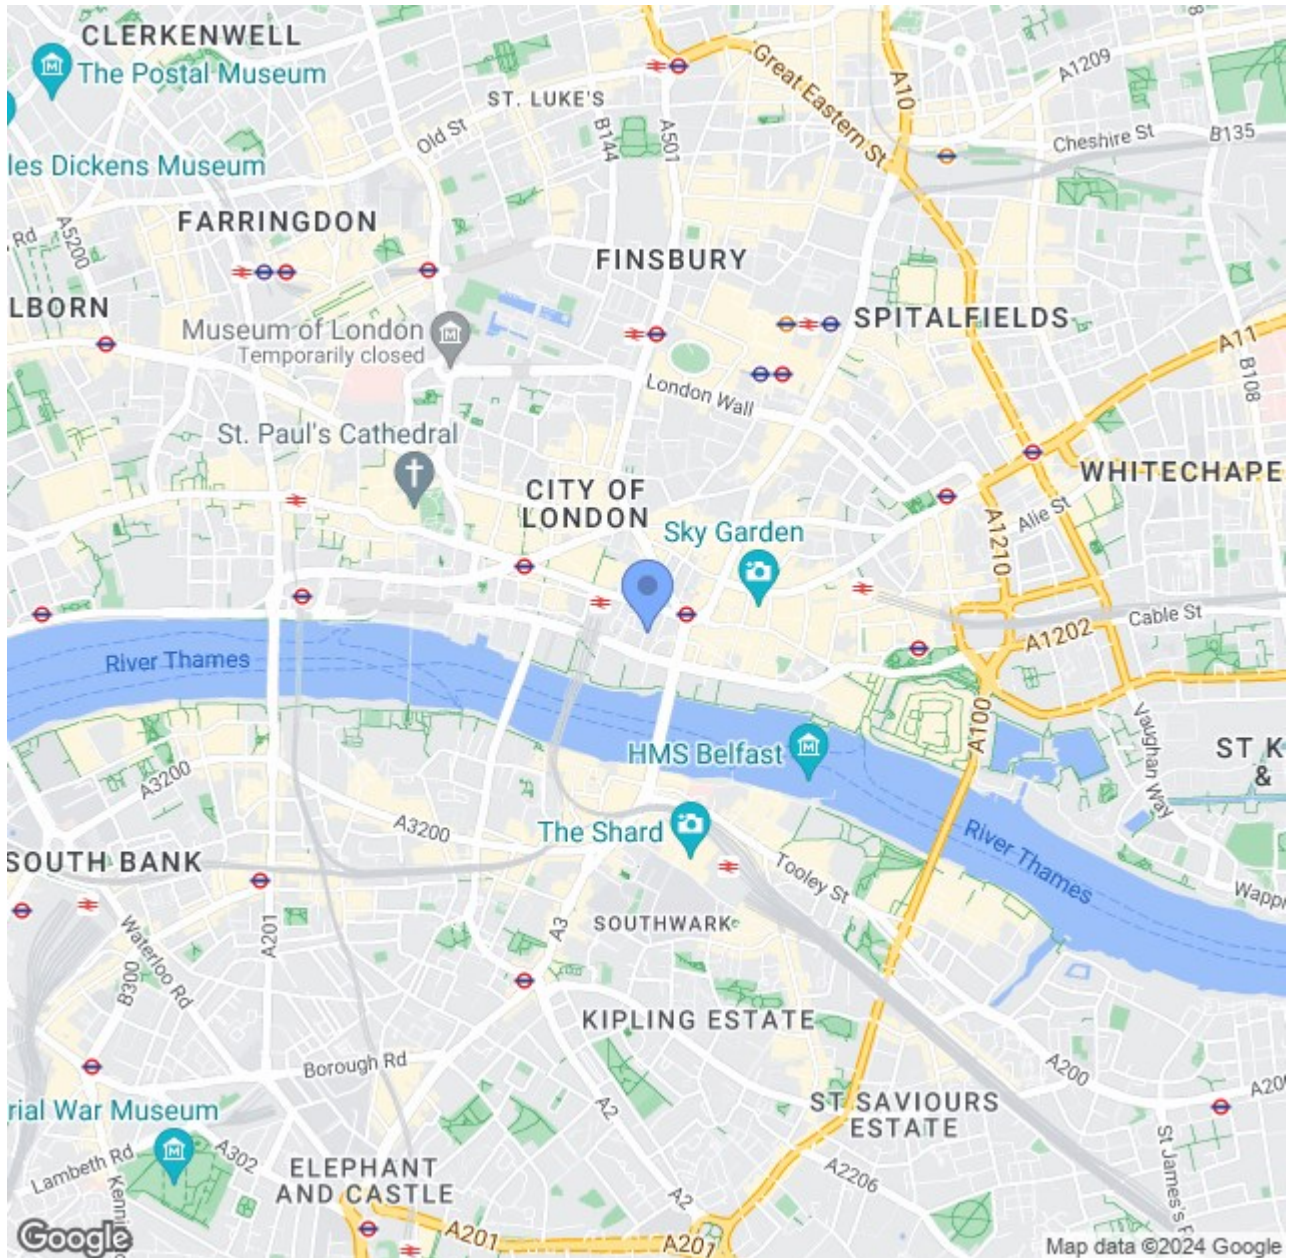 CLERKENWELL
The Postal Museum
ST. LUKE'S
Great Eastern St
A10
A1209
Old St
B144
A501
Cheshire St
B135
les Dickens Museum
FARRINGDON
A5200
Rd
FINSBURY
LBORN
Museum of London
Temporarily closed
SPITALFIELDS
A11
B108
London Wall
St. Paul's Cathedral
CITY OF
LONDON
WHITECHAPE
Sky Garden
A1210
Alie St
Cable St
A1202
River Thames
HMS Belfast
A100
Vaughan Way
ST K
&
A3200
A3200
The Shard
River Thames
SOUTH BANK
Tooley St
Wappi
SOUTHWARK
A3
A201
Waterloo Rd
B300
KIPLING ESTATE
Borough Rd
A200
A20
rial War Museum
A2
ST SAVIOURS
ESTATE
Lambeth Rd
A302
ELEPHANT
AND CASTLE
A2206
St James's R
Kenni
A2
A201
A201
Google
Map data ©2024 Google